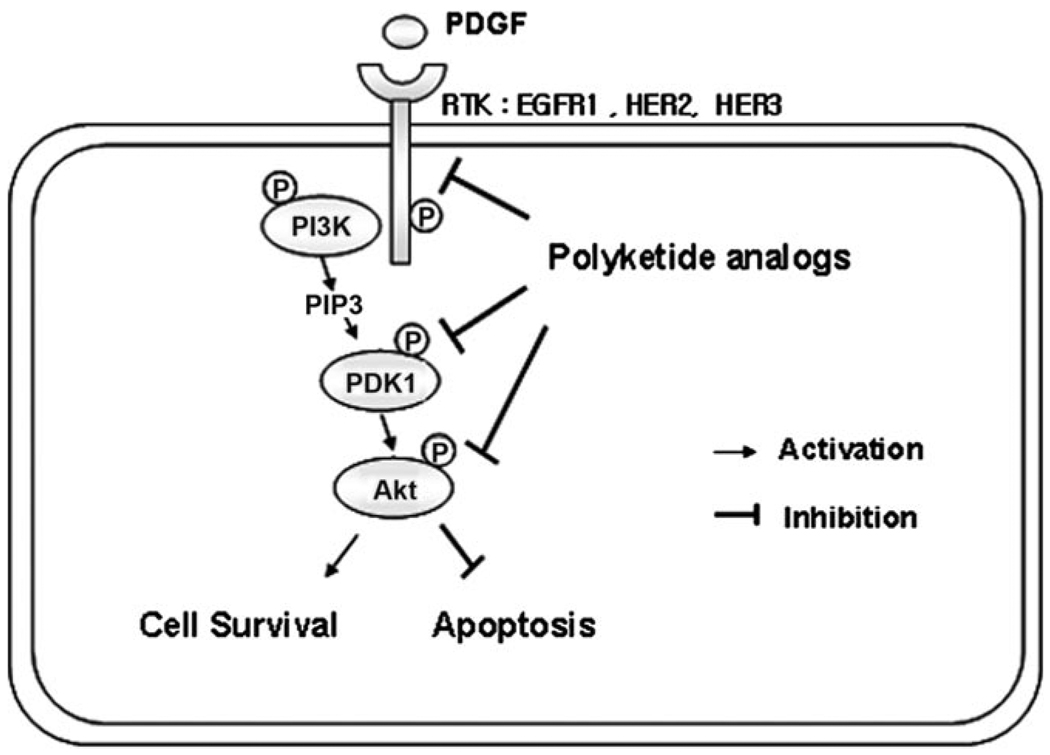 PDGF
RTK : EGFR1 , HER2, HER3
P
PI3K
P
Polyketide analogs
PIP3
P
PDK1
P
Akt
Activation
Inhibition
Cell Survival
Apoptosis